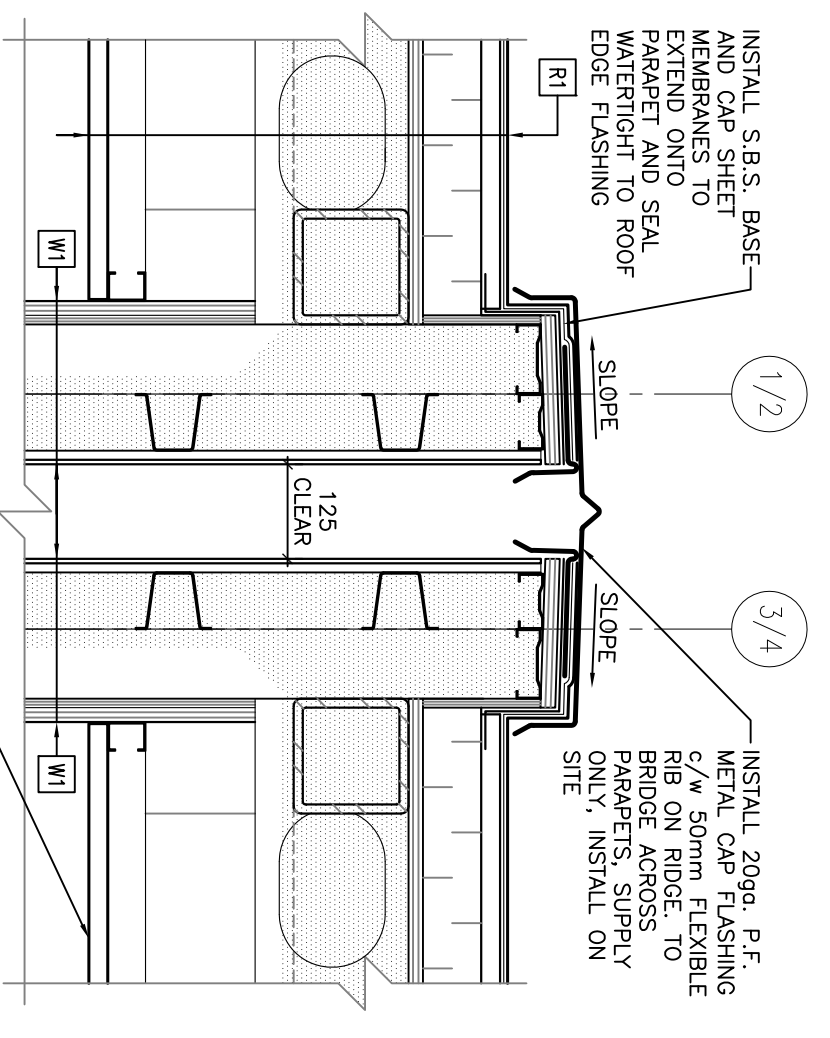 INSTALL S.B.S. BASE
AND CAP SHEET
MEMBRANES TO
EXTEND ONTO
PARAPET AND SEAL
WATERTIGHT TO ROOF
EDGE FLASHING
1/2
3/4
INSTALL 20ga. P.F.
METAL CAP FLASHING
c/w 50mm FLEXIBLE
RIB ON RIDGE. TO
BRIDGE ACROSS
PARAPETS, SUPPLY
ONLY, INSTALL ON
SITE
R1
SLOPE
SLOPE
125
CLEAR
W1
W1